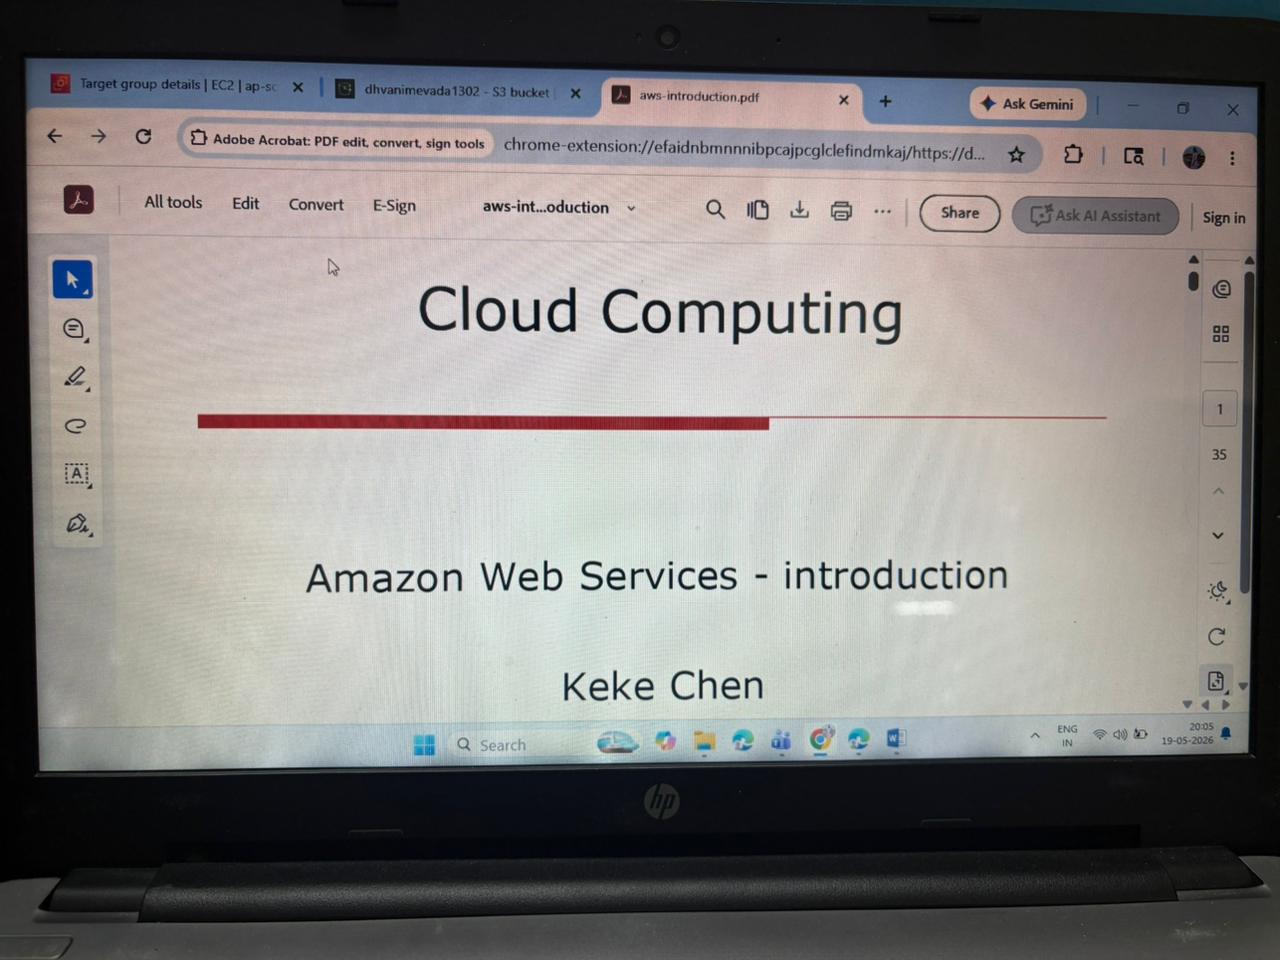 Target group details | EC2 | ap-sc
dhvanimevada1302 - S3 bucket
aws-introduction.pdf
Ask Gemini
Adobe Acrobat: PDF edit, convert, sign tools
chrome-extension://efaidnbmnnnibpcajpcglclefindmkaj/https://d...
All tools
Edit
Convert
E-Sign
aws-int...oduction
Share
Ask AI Assistant
Sign in
Cloud Computing
1
35
Amazon Web Services - introduction
Keke Chen
Search
ENG
IN
20:05
19-05-2026
hp